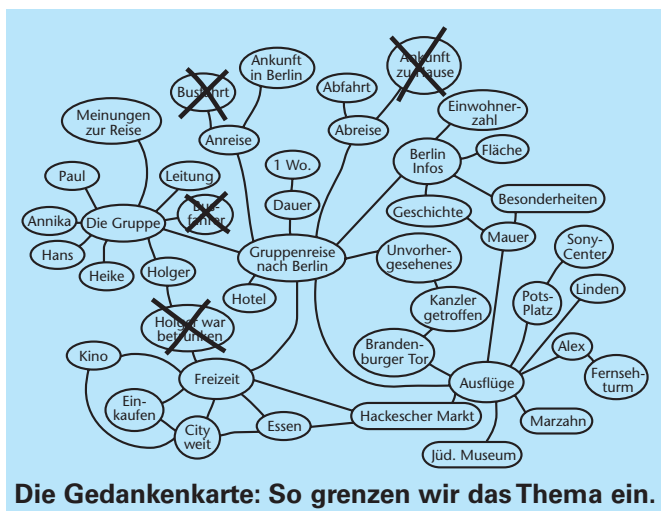 Ankunft
in Berlin
Ankunft
zu Hause
Busfahrt
Abfahrt
Einwohner-
zahl
Meinungen
zur Reise
Anreise
Abreise
Berlin
Infos
Fläche
Paul
Leitung
1 Wo.
Besonderheiten
Annika
Die Gruppe
Bus-
fahrer
Dauer
Geschichte
Mauer
Sony-
Center
Hans
Heike
Holger
Gruppenreise
nach Berlin
Unvorher-
gesehenes
Hotel
Kanzler
getroffen
Pots-
Platz
Linden
Holger war
betrunken
Branden-
burger Tor
Alex
Kino
Freizeit
Ausflüge
Fernseh-
turm
Ein-
kaufen
City
weit
Essen
Hackescher Markt
Marzahn
Jüd. Museum
Die Gedankenkarte: So grenzen wir das Thema ein.